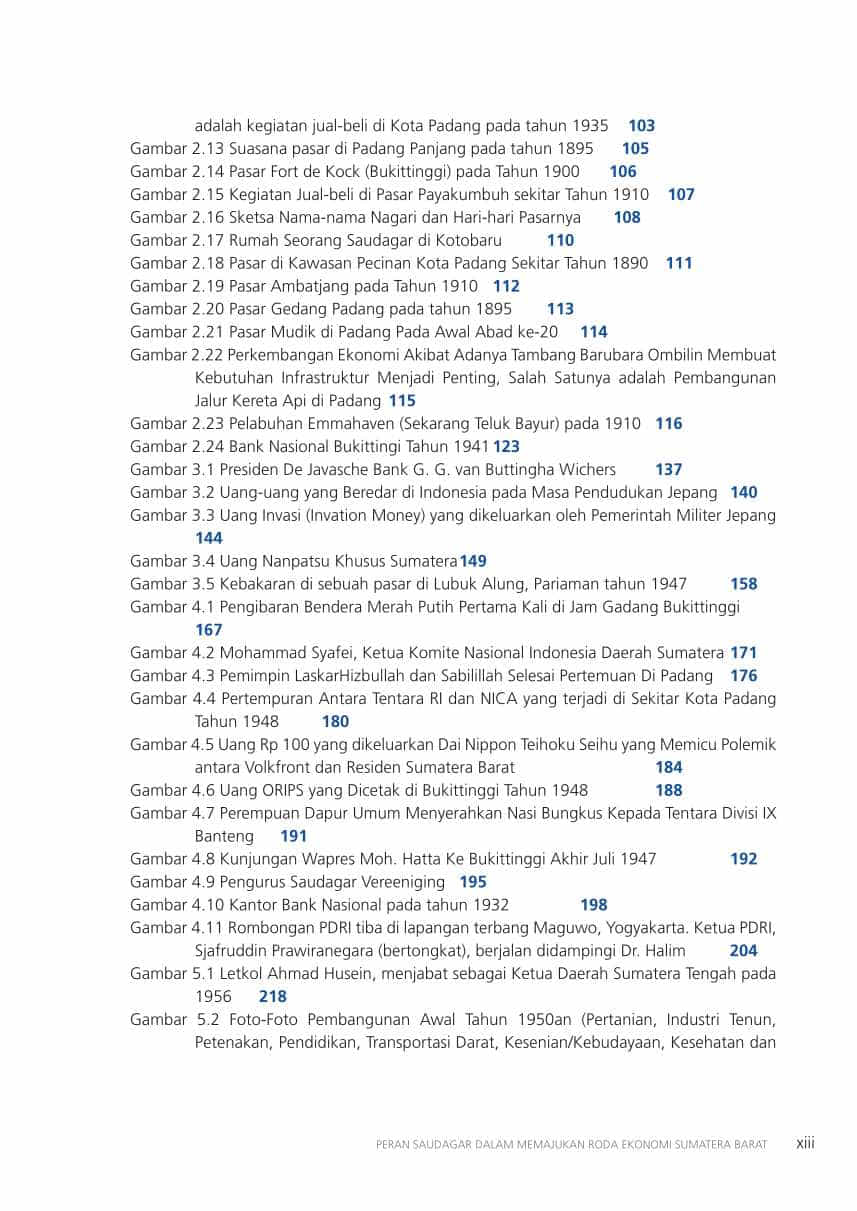 adalah kegiatan jual-beli di Kota Padang pada tahun 1935 103
Gambar 2.13 Suasana pasar di Padang Panjang pada tahun 1895 105
Gambar 2.14 Pasar Fort de Kock (Bukittinggi) pada Tahun 1900 106
Gambar 2.15 Kegiatan Jual-beli di Pasar Payakumbuh sekitar Tahun 1910 107
Gambar 2.16 Sketsa Nama-nama Nagari dan Hari-hari Pasarnya 108
Gambar 2.17 Rumah Seorang Saudagar di Kotobaru 110
Gambar 2.18 Pasar di Kawasan Pecinan Kota Padang Sekitar Tahun 1890 111
Gambar 2.19 Pasar Ambatjang pada Tahun 1910 112
Gambar 2.20 Pasar Gedang Padang pada tahun 1895 113
Gambar 2.21 Pasar Mudik di Padang Pada Awal Abad ke-20 114
Gambar 2.22 Perkembangan Ekonomi Akibat Adanya Tambang Barubara Ombilin Membuat
Kebutuhan Infrastruktur Menjadi Penting, Salah Satunya adalah Pembangunan
Jalur Kereta Api di Padang 115
Gambar 2.23 Pelabuhan Emmahaven (Sekarang Teluk Bayur) pada 1910 116
Gambar 2.24 Bank Nasional Bukittingi Tahun 1941 123
Gambar 3.1 Presiden De Javasche Bank G. G. van Buttingha Wichers 137
Gambar 3.2 Uang-uang yang Beredar di Indonesia pada Masa Pendudukan Jepang 140
Gambar 3.3 Uang Invasi (Invation Money) yang dikeluarkan oleh Pemerintah Militer Jepang
144
Gambar 3.4 Uang Nanpatsu Khusus Sumatera 149
Gambar 3.5 Kebakaran di sebuah pasar di Lubuk Alung, Pariaman tahun 1947 158
Gambar 4.1 Pengibaran Bendera Merah Putih Pertama Kali di Jam Gadang Bukittinggi
167
Gambar 4.2 Mohammad Syafei, Ketua Komite Nasional Indonesia Daerah Sumatera 171
Gambar 4.3 Pemimpin LaskarHizbullah dan Sabilillah Selesai Pertemuan Di Padang 176
Gambar 4.4 Pertempuran Antara Tentara RI dan NICA yang terjadi di Sekitar Kota Padang
Tahun 1948 180
Gambar 4.5 Uang Rp 100 yang dikeluarkan Dai Nippon Teihoku Seihu yang Memicu Polemik
antara Volkfront dan Residen Sumatera Barat 184
Gambar 4.6 Uang ORIPS yang Dicetak di Bukittinggi Tahun 1948 188
Gambar 4.7 Perempuan Dapur Umum Menyerahkan Nasi Bungkus Kepada Tentara Divisi IX
Banteng 191
Gambar 4.8 Kunjungan Wapres Moh. Hatta Ke Bukittinggi Akhir Juli 1947 192
Gambar 4.9 Pengurus Saudagar Vereeniging 195
Gambar 4.10 Kantor Bank Nasional pada tahun 1932 198
Gambar 4.11 Rombongan PDRI tiba di lapangan terbang Maguwo, Yogyakarta. Ketua PDRI,
Sjafruddin Prawiranegara (bertongkat), berjalan didampingi Dr. Halim 204
Gambar 5.1 Letkol Ahmad Husein, menjabat sebagai Ketua Daerah Sumatera Tengah pada
1956 218
Gambar 5.2 Foto-Foto Pembangunan Awal Tahun 1950an (Pertanian, Industri Tenun,
Petenakan, Pendidikan, Transportasi Darat, Kesenian/Kebudayaan, Kesehatan dan
PERAN SAUDAGAR DALAM MEMAJUKAN RODA EKONOMI SUMATERA BARAT xiii